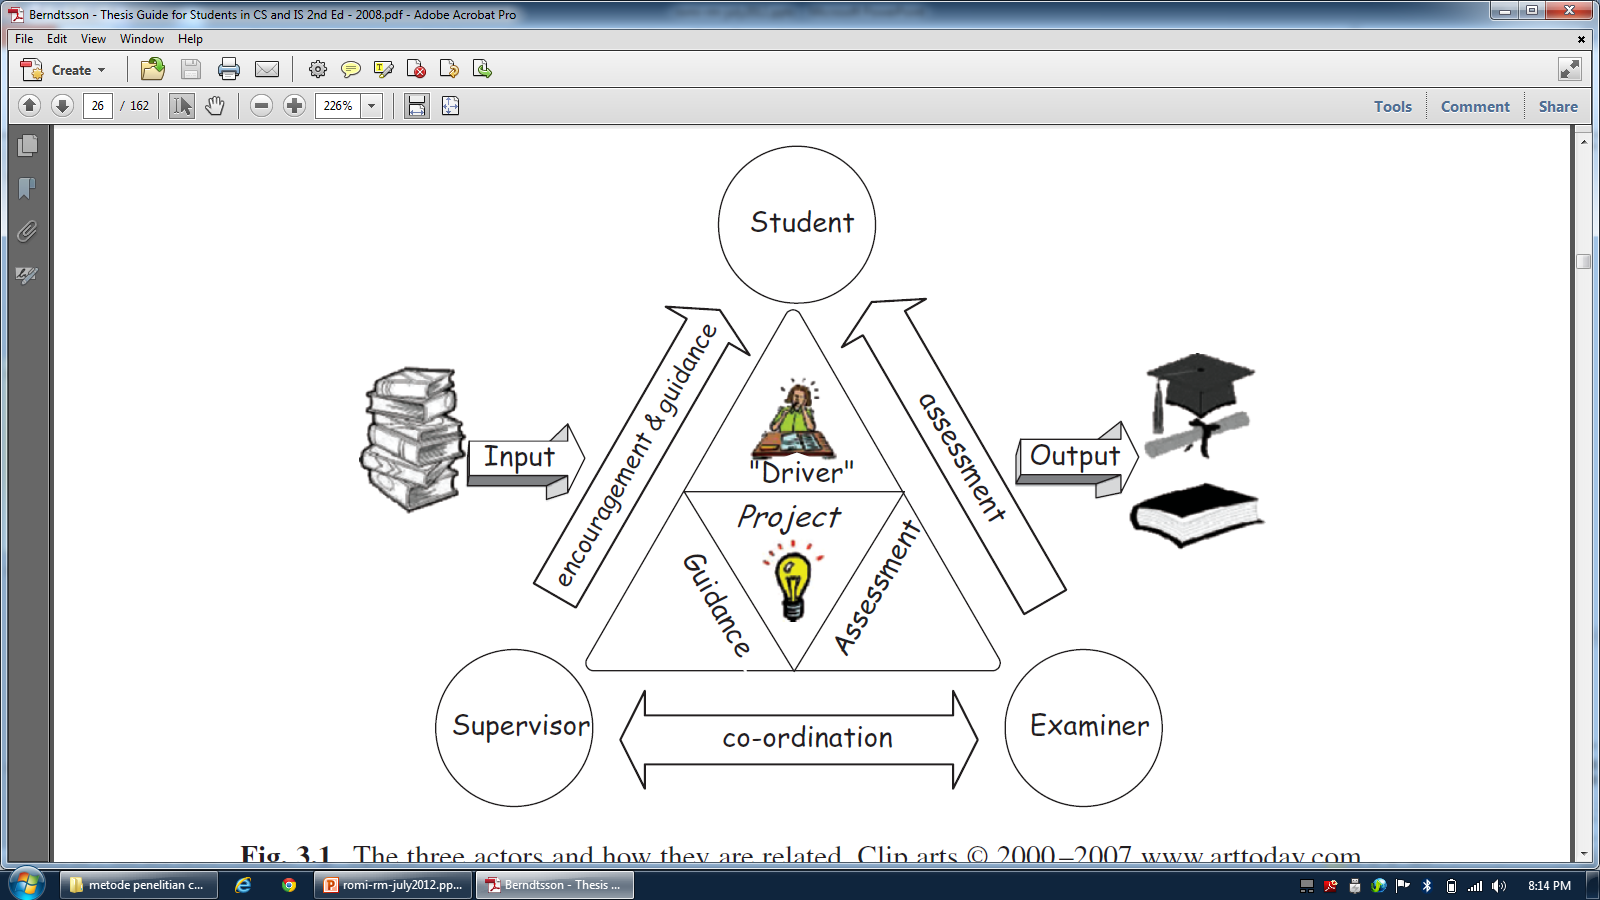 Berndtsson - Thesis Guide for Students in CS and IS 2nd Ed - 2008.pdf - Adobe Acrobat Pro
File Edit View Window Help
Create
26 / 162 226% Tools Comment Share
Student
encouragement & guidance
assessment
Input
Output
"Driver"
Project
Guidance
Assessment
Supervisor
co-ordination
Examiner
Fig. 3.1 The three actors and how they are related. Clip arts © 2000–2007 www.arttoday.com
metode penelitian c... romi-rm-july2012.pp... Berndtsson - Thesis ... 8:14 PM